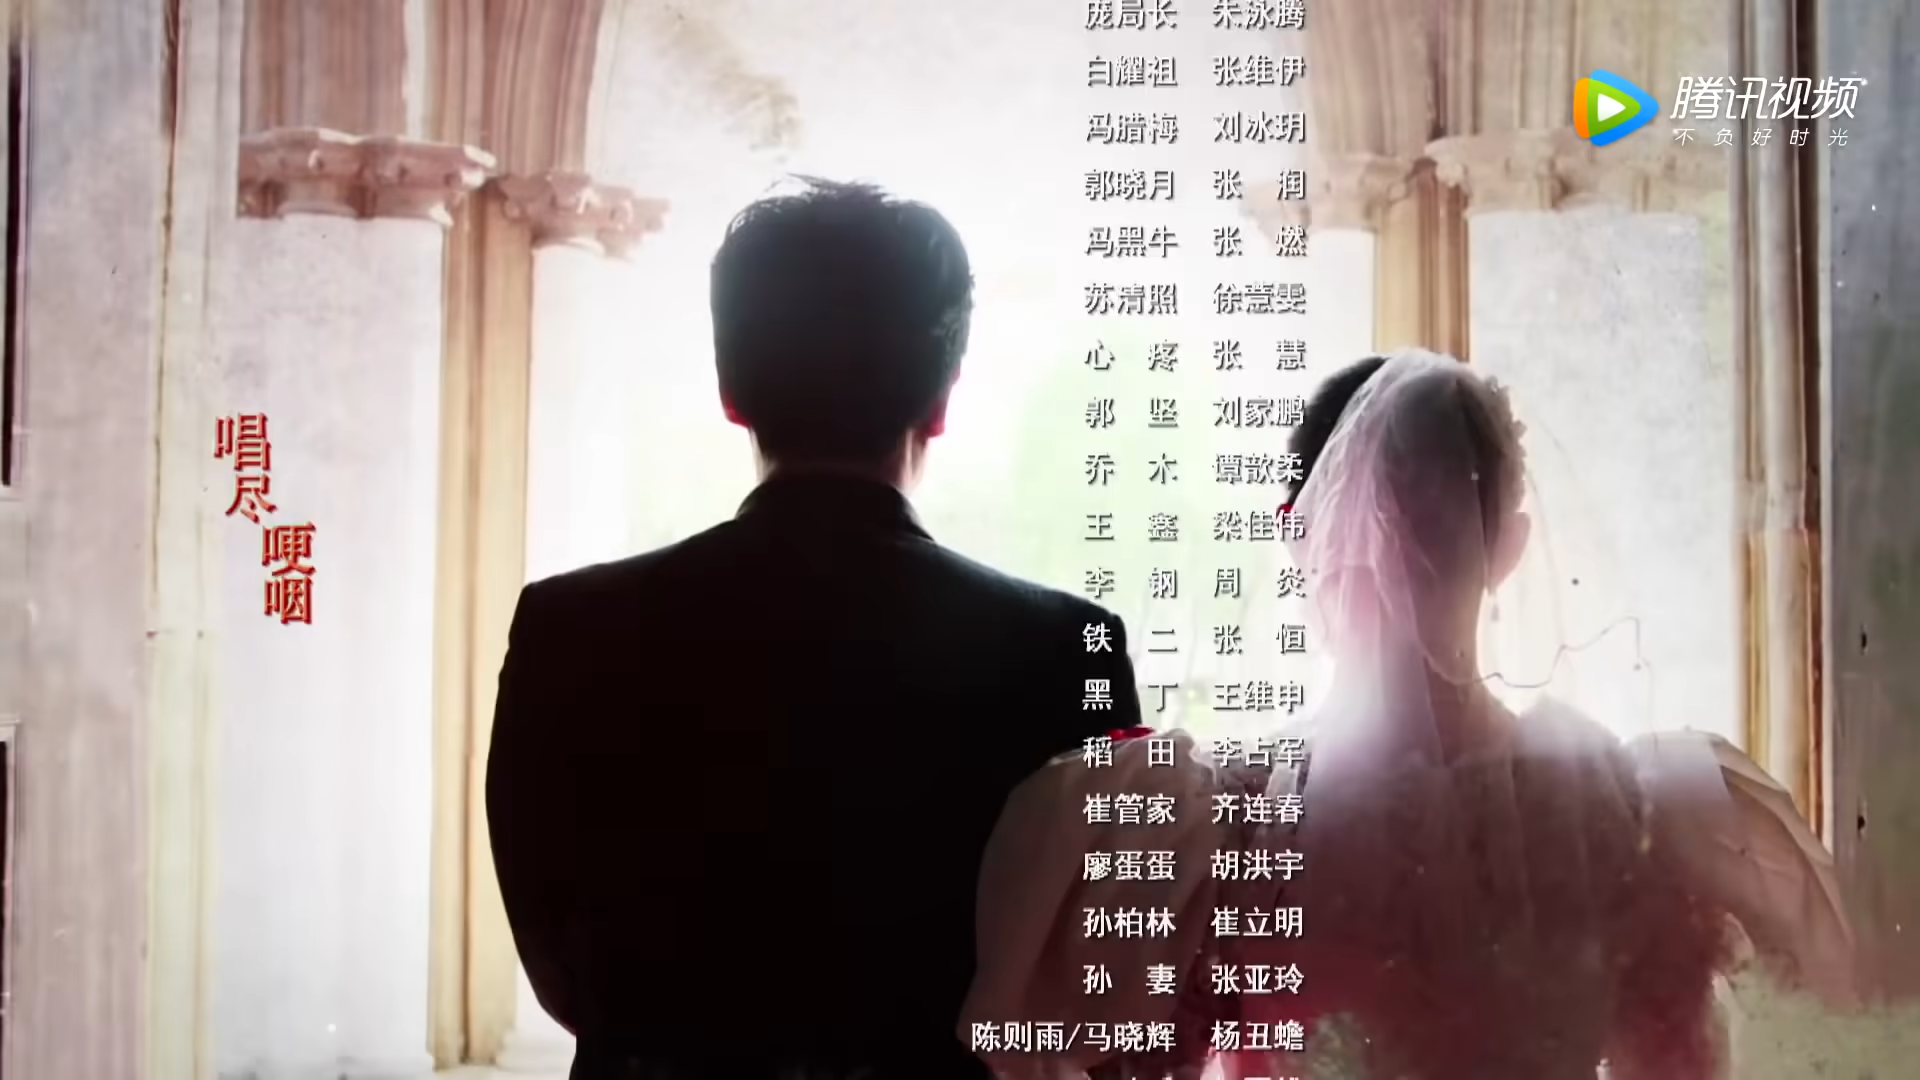 庞局长 朱泳腾
白耀祖 张维伊
冯腊梅 刘冰玥
郭晓月 张润
冯黑牛 张燃
苏清照 徐薏雯
心疼 张慧
郭坚 刘家鹏
乔木 谭歆柔
王鑫 梁佳伟
李钢 周炎
铁二 张恒
黑丁 王维申
稻田 李占军
崔管家 齐连春
廖蛋蛋 胡洪宇
孙柏林 崔立明
孙妻 张亚玲
陈则雨/马晓辉 杨丑蟾
唱尽
哽咽
腾讯视频
不负好时光